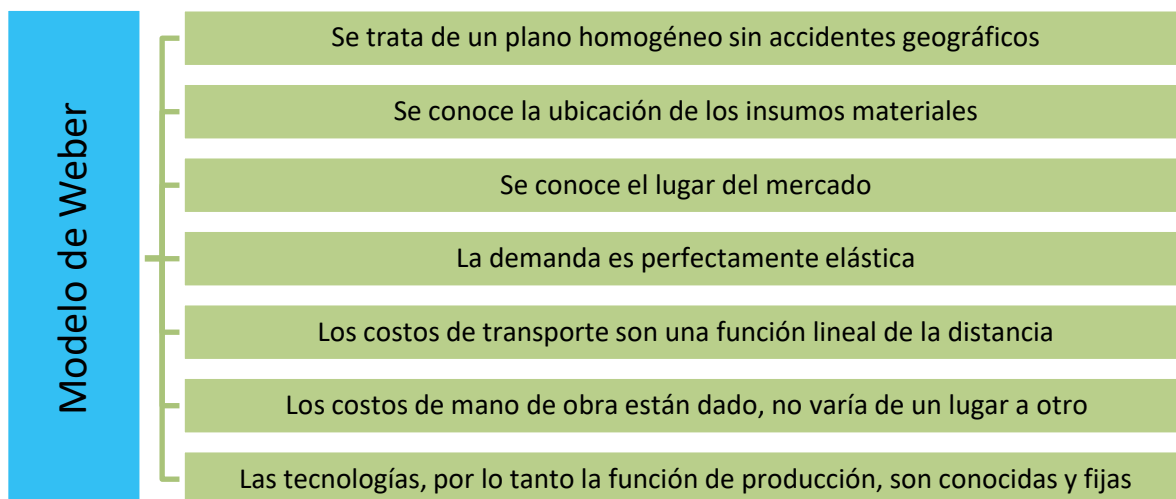 Modelo de Weber
Se trata de un plano homogéneo sin accidentes geográficos
Se conoce la ubicación de los insumos materiales
Se conoce el lugar del mercado
La demanda es perfectamente elástica
Los costos de transporte son una función lineal de la distancia
Los costos de mano de obra están dado, no varía de un lugar a otro
Las tecnologías, por lo tanto la función de producción, son conocidas y fijas